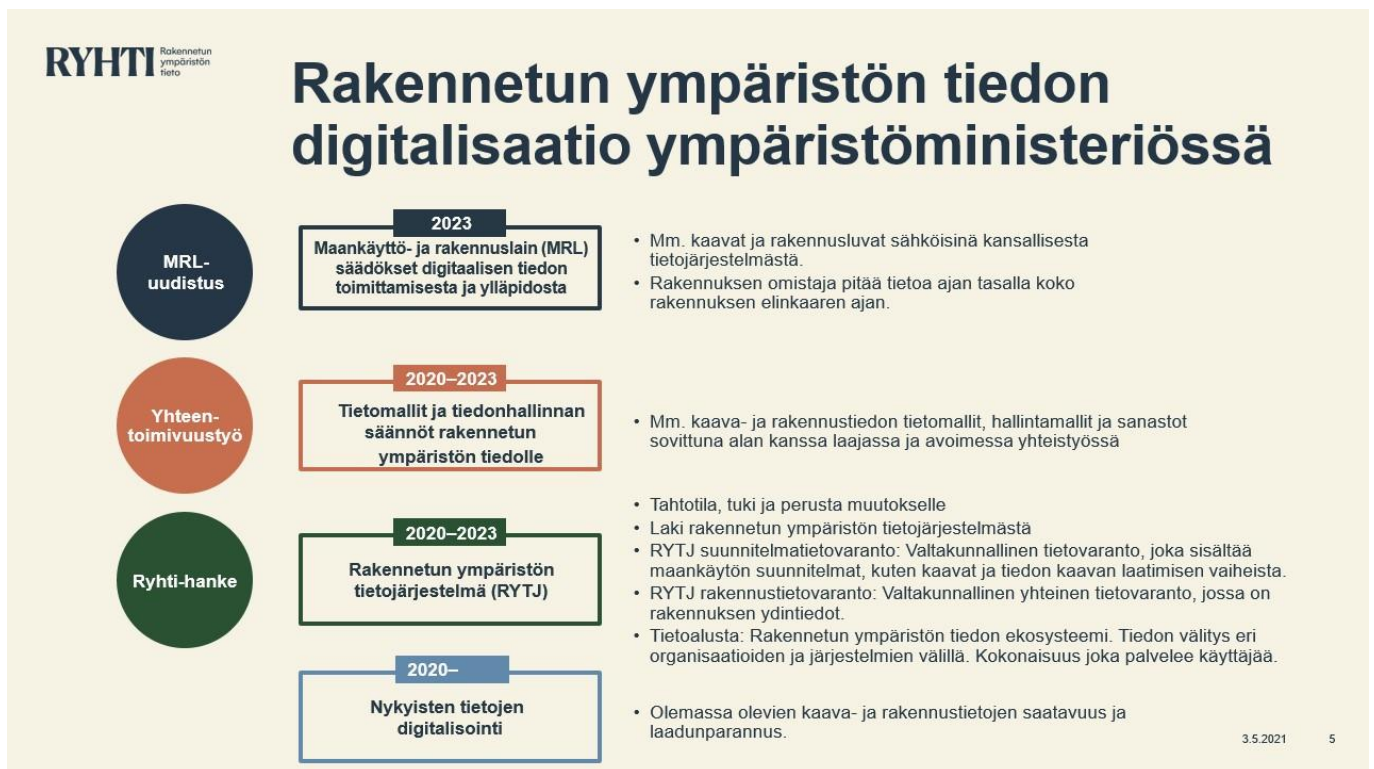 RYHTI
Rakennetun
ympäristön
tieto
Rakennetun ympäristön tiedon
digitalisaatio ympäristöministeriössä
MRL-
uudistus
2023
Maankäyttö- ja rakennuslain (MRL)
säädökset digitaalisen tiedon
toimittamisesta ja ylläpidosta
• Mm. kaavat ja rakennusluvat sähköisinä kansallisesta
tietojärjestelmästä.
• Rakennuksen omistaja pitää tietoa ajan tasalla koko
rakennuksen elinkaaren ajan.
Yhteen-
toimivuustyö
2020–2023
Tietomallit ja tiedonhallinnan
säännöt rakennetun
ympäristön tiedolle
• Mm. kaava- ja rakennustiedon tietomallit, hallintamallit ja sanastot
sovittuna alan kanssa laajassa ja avoimessa yhteistyössä
Ryhti-hanke
2020–2023
Rakennetun ympäristön
tietojärjestelmä (RYTJ)
• Tahtotila, tuki ja perusta muutokselle
• Laki rakennetun ympäristön tietojärjestelmästä
• RYTJ suunnitelmatietovaranto: Valtakunnallinen tietovaranto, joka sisältää
maankäytön suunnitelmat, kuten kaavat ja tiedon kaavan laatimisen vaiheista.
• RYTJ rakennustietovaranto: Valtakunnallinen yhteinen tietovaranto, jossa on
rakennuksen ydintiedot.
• Tietoalusta: Rakennetun ympäristön tiedon ekosysteemi. Tiedon välitys eri
organisaatioiden ja järjestelmien välillä. Kokonaisuus joka palvelee käyttäjää.
2020–
Nykyisten tietojen
digitalisointi
• Olemassa olevien kaava- ja rakennustietojen saatavuus ja
laadunparannus.
3.5.2021
5